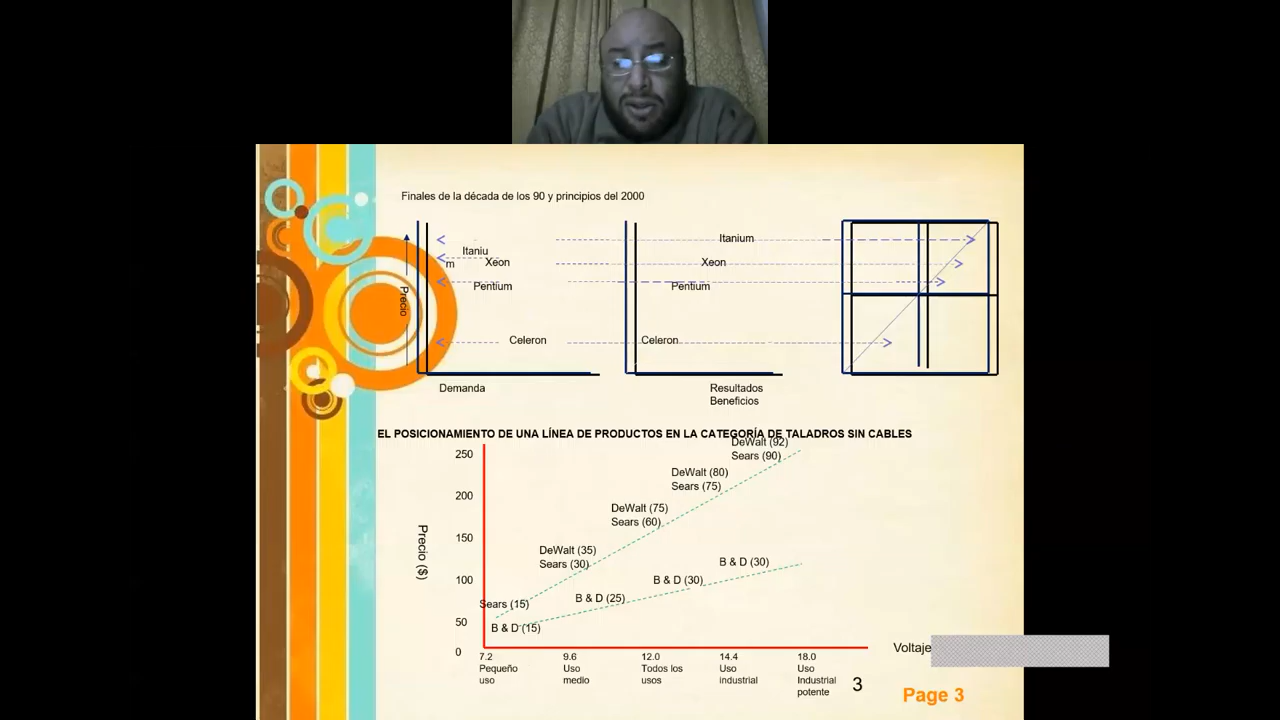 Finales de la década de los 90 y principios del 2000
Precio
Itaniu
m
Xeon
Pentium
Celeron
Demanda
Itanium
Xeon
Pentium
Celeron
Resultados
Beneficios
EL POSICIONAMIENTO DE UNA LÍNEA DE PRODUCTOS EN LA CATEGORÍA DE TALADROS SIN CABLES
Precio ($)
250
200
150
100
50
0
DeWalt (92)
Sears (90)
DeWalt (80)
Sears (75)
DeWalt (75)
Sears (60)
DeWalt (35)
Sears (30)
Sears (15)
B & D (30)
B & D (30)
B & D (25)
B & D (15)
7.2
Pequeño
uso
9.6
Uso
medio
12.0
Todos los
usos
14.4
Uso
industrial
18.0
Uso
Industrial
potente
Voltaje
3
Page 3